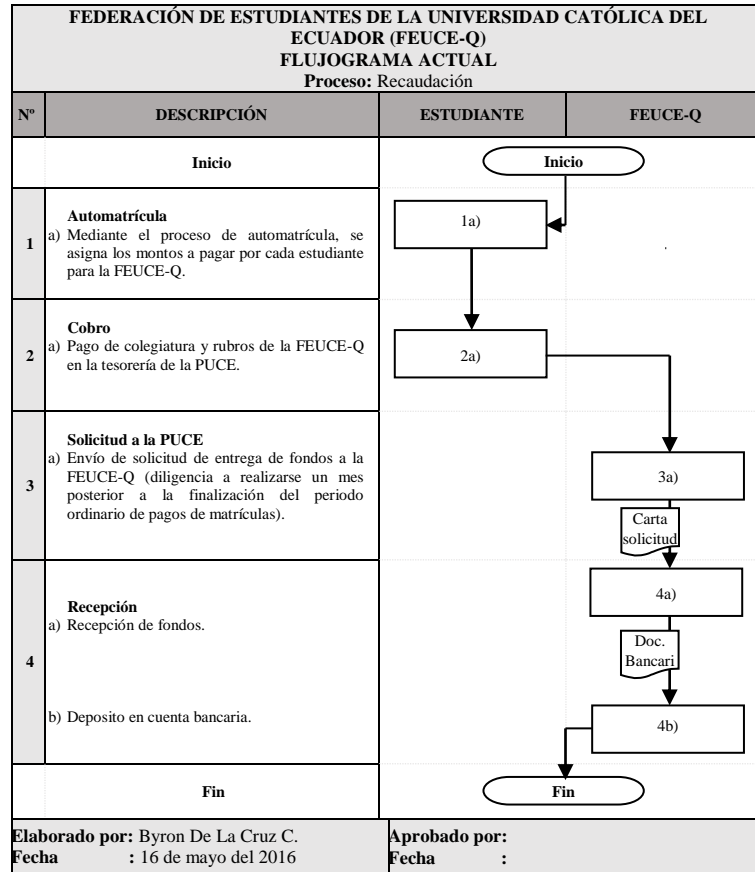 FEDERACIÓN DE ESTUDIANTES DE LA UNIVERSIDAD CATÓLICA DEL
ECUADOR (FEUCE-Q)
FLUJOGRAMA ACTUAL
Proceso: Recaudación
Nº DESCRIPCIÓN ESTUDIANTE FEUCE-Q
Inicio Inicio
1
Automatrícula
a) Mediante el proceso de automatrícula, se
asigna los montos a pagar por cada estudiante
para la FEUCE-Q.
1a)
2
Cobro
a) Pago de colegiatura y rubros de la FEUCE-Q
en la tesorería de la PUCE.
2a)
3
Solicitud a la PUCE
a) Envío de solicitud de entrega de fondos a la
FEUCE-Q (diligencia a realizarse un mes
posterior a la finalización del periodo
ordinario de pagos de matrículas).
3a)
Carta
solicitud
4
Recepción
a) Recepción de fondos.
4a)
Doc.
Bancari
b) Deposito en cuenta bancaria.
4b)
Fin Fin
Elaborado por: Byron De La Cruz C.
Fecha : 16 de mayo del 2016
Aprobado por:
Fecha :